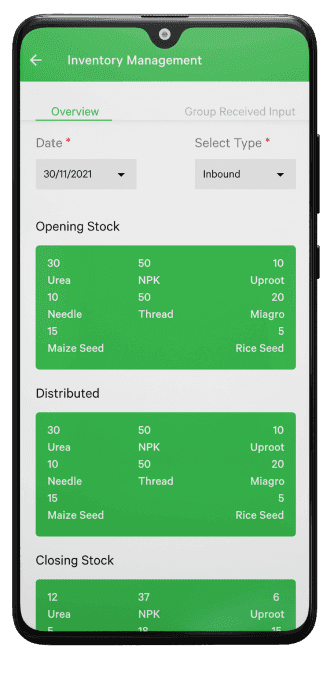 Inventory Management
Overview Group Received Input
Date * Select Type *
30/11/2021 Inbound
Opening Stock
30 50 10
Urea NPK Uproot
10 50 20
Needle Thread Miagro
15 5
Maize Seed Rice Seed
Distributed
30 50 10
Urea NPK Uproot
10 50 20
Needle Thread Miagro
15 5
Maize Seed Rice Seed
Closing Stock
12 37 6
Urea NPK Uproot
5 18 15